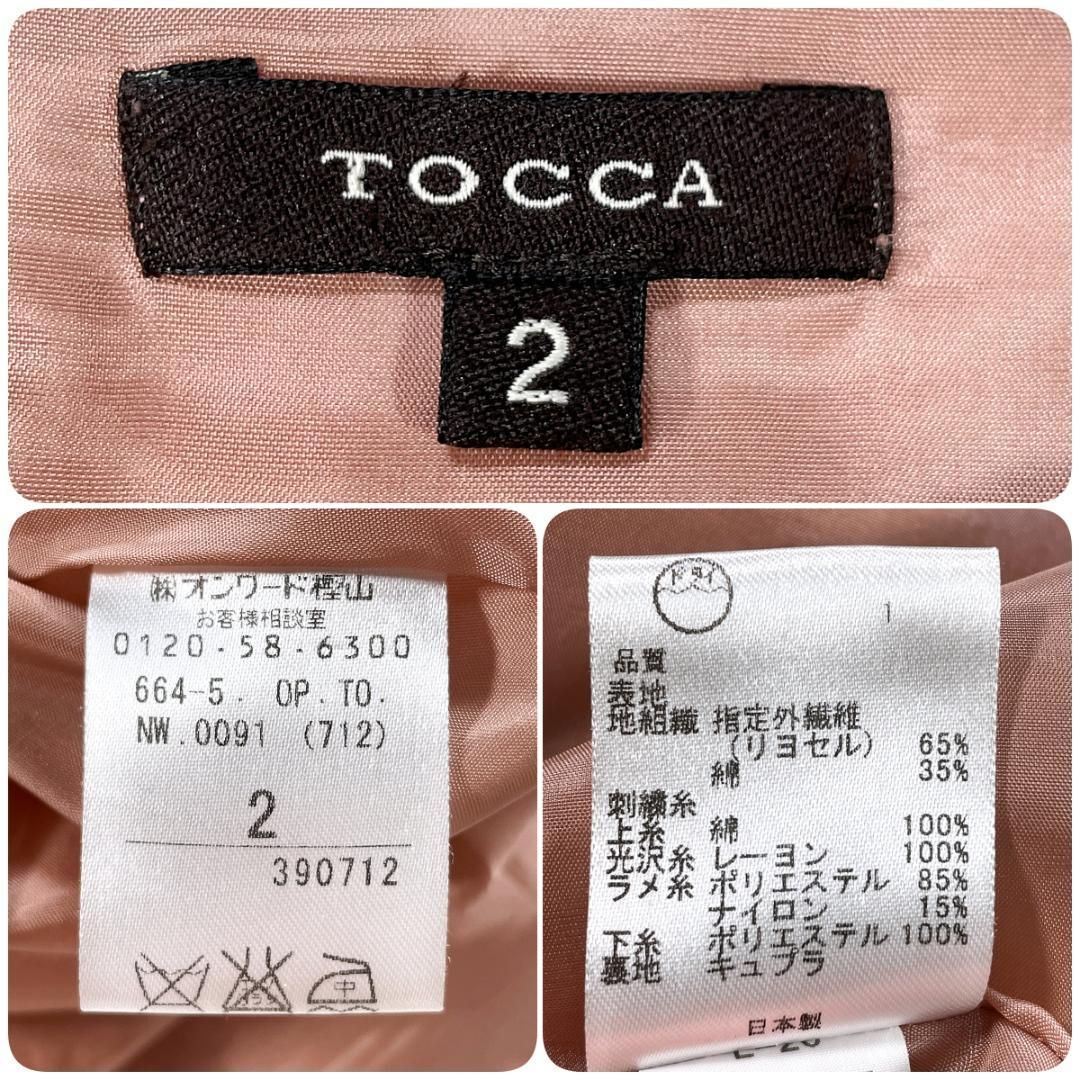 TOCCA
2
㈱オンワード樫山
お客様相談室
0120-58-6300
664-5. OP.TO.
NW.0091 (712)
2
390712
中
ドライ
1
品質
表地
地組織 指定外繊維
(リヨセル) 65%
綿 35%
刺繍糸
上糸 綿 100%
光沢糸 レーヨン 100%
ラメ糸 ポリエステル 85%
ナイロン 15%
下糸 ポリエステル 100%
裏地 キュプラ
日本製